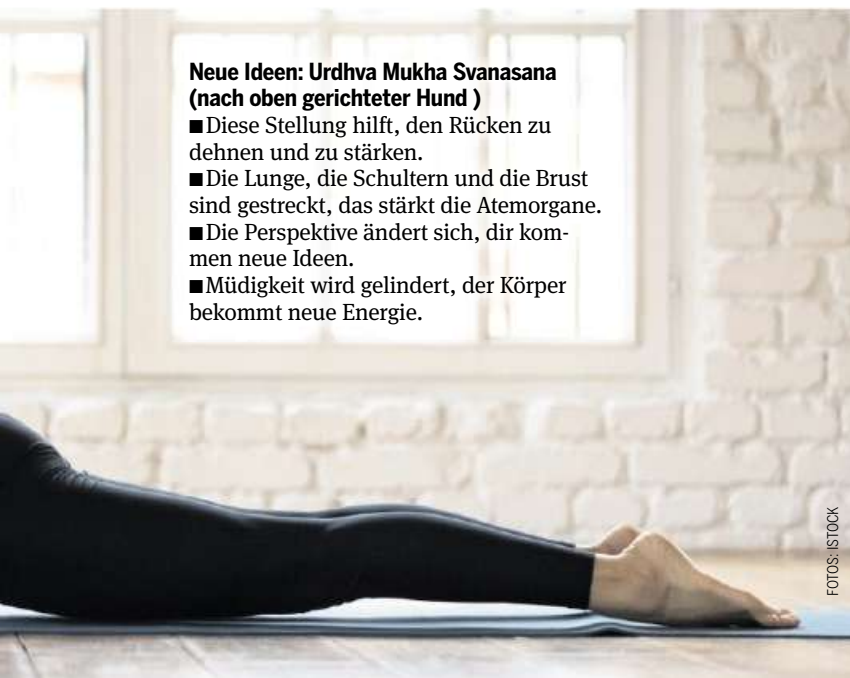 Neue Ideen: Urdhva Mukha Svanasana
(nach oben gerichteter Hund )
■ Diese Stellung hilft, den Rücken zu
dehnen und zu stärken.
■ Die Lunge, die Schultern und die Brust
sind gestreckt, das stärkt die Atemorgane.
■ Die Perspektive ändert sich, dir kom-
men neue Ideen.
■ Müdigkeit wird gelindert, der Körper
bekommt neue Energie.
FOTOS: ISTOCK